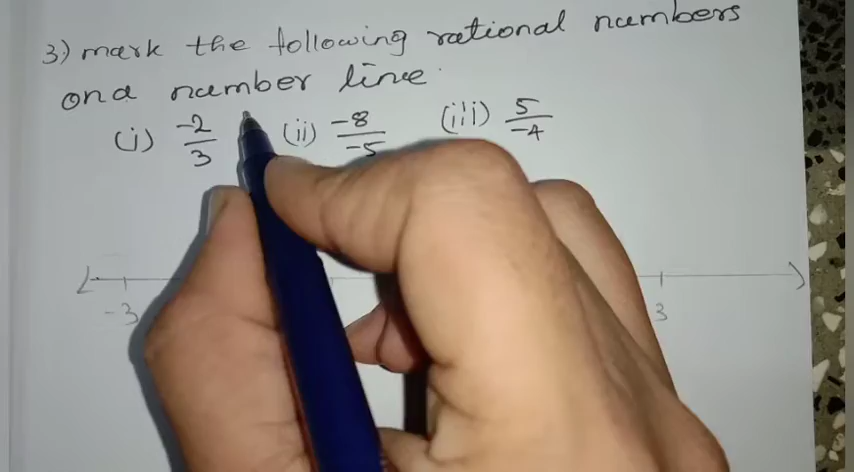 3) mark the following rational numbers
on a number line.
(i) -2/3 (ii) -8/-5 (iii) 5/-4
-3 3